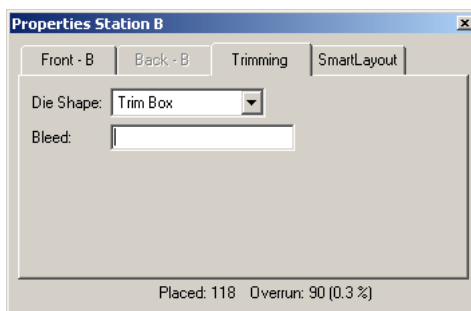 Properties Station B
Front - B Back - B Trimming SmartLayout
Die Shape: Trim Box
Bleed:
Placed: 118 Overrun: 90 (0.3 %)